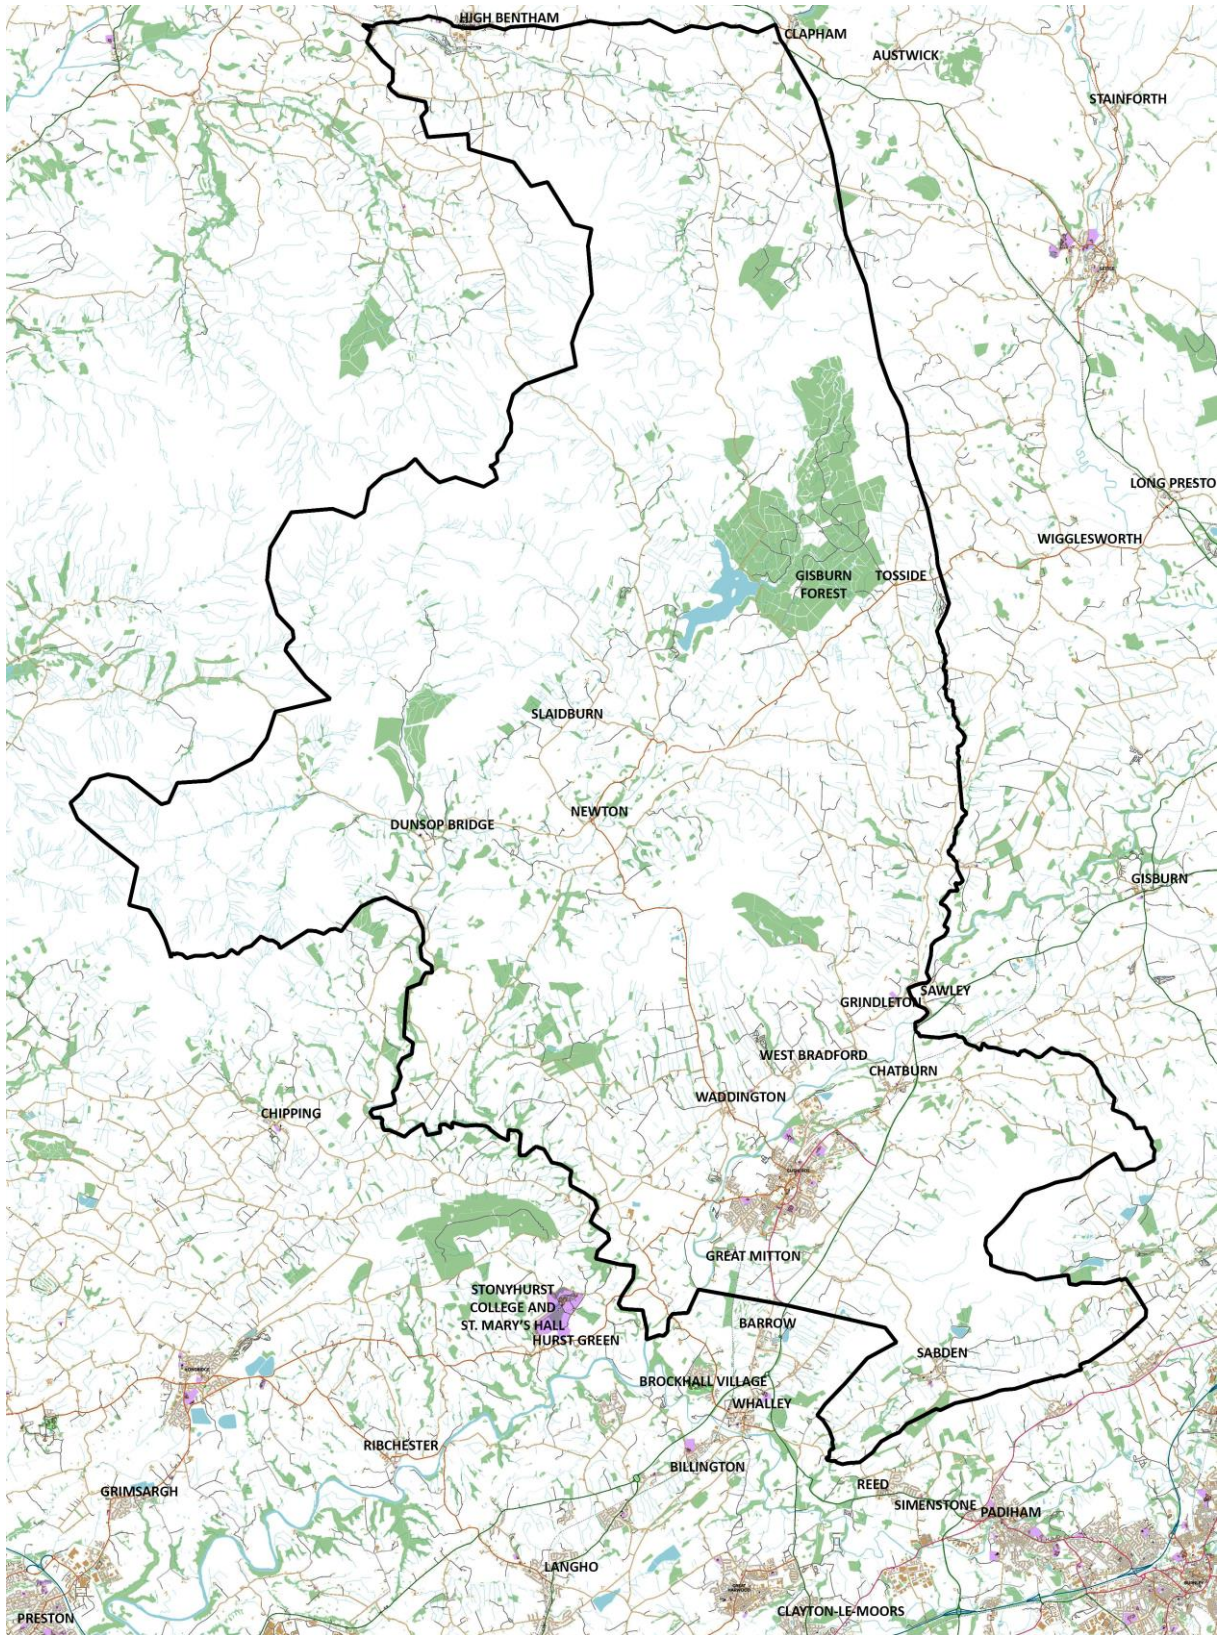 HIGH BENTHAM
CLAPHAM
AUSTWICK
STAINFORTH
LONG PRESTO
WIGGLESWORTH
GISBURN
FOREST
TOSSIDE
SLAIDBURN
NEWTON
DUNSOP BRIDGE
GISBURN
SAWLEY
GRINDLETON
WEST BRADFORD
CHATBURN
WADDINGTON
CHIPPING
GREAT MITTON
STONYHURST
COLLEGE AND
ST. MARY'S HALL
HURST GREEN
BARROW
SABDEN
BROCKHALL VILLAGE
WHALLEY
RIBCHESTER
BILLINGTON
REED
GRIMSARGH
SIMENSTONE
PADIHAM
LANGHO
CLAYTON-LE-MOORS
PRESTON